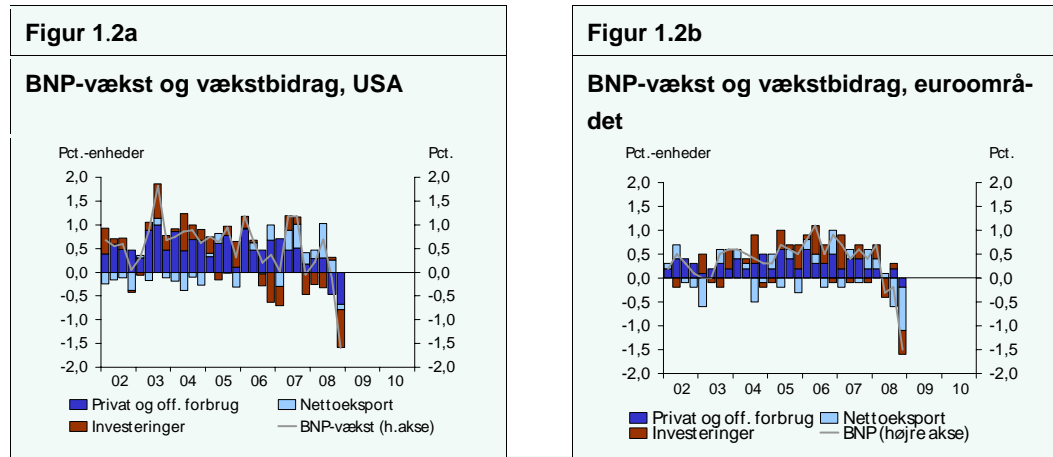 Figur 1.2a
BNP-vækst og vækstbidrag, USA
Pct.-enheder Pct.
2,0 2,0
1,5 1,5
1,0 1,0
0,5 0,5
0,0 0,0
-0,5 -0,5
-1,0 -1,0
-1,5 -1,5
-2,0 -2,0
02 03 04 05 06 07 08 09 10
Privat og off. forbrug Nettoeksport
Investeringer BNP-vækst (h.akse)
Figur 1.2b
BNP-vækst og vækstbidrag, euroområ-
det
Pct.-enheder Pct.
2,0 2,0
1,5 1,5
1,0 1,0
0,5 0,5
0,0 0,0
-0,5 -0,5
-1,0 -1,0
-1,5 -1,5
-2,0 -2,0
02 03 04 05 06 07 08 09 10
Privat og off. forbrug Nettoeksport
Investeringer BNP (højre akse)